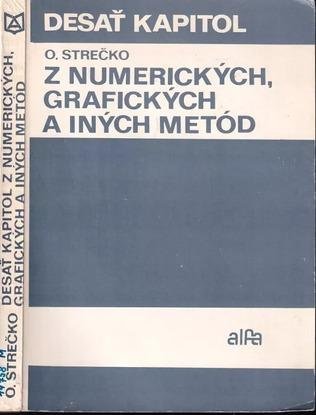 DESAŤ KAPITOL
O. STREČKO
Z NUMERICKÝCH,
GRAFICKÝCH
A INÝCH METÓD
alfa
O. STREČKO DESAŤ KAPITOL Z NUMERICKÝCH,
GRAFICKÝCH A INÝCH METÓD